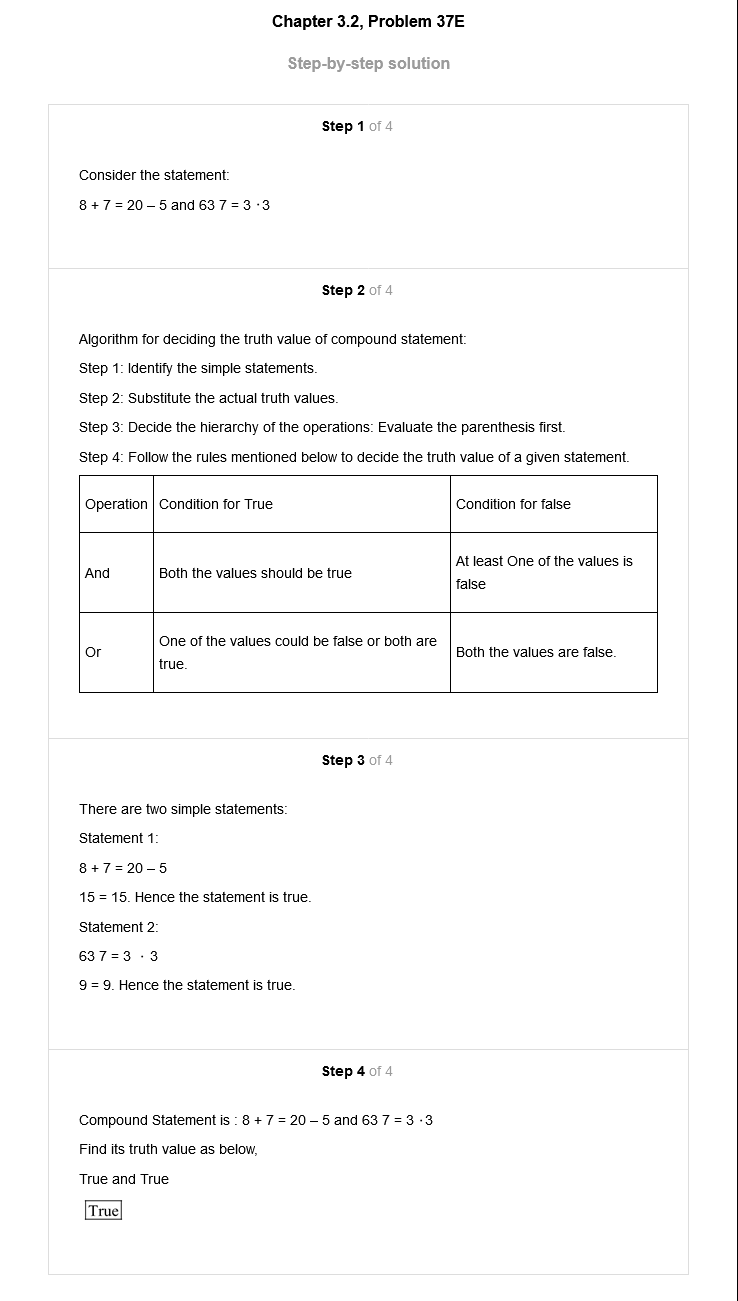 Chapter 3.2, Problem 37E
Step-by-step solution
Step 1 of 4
Consider the statement:
8 + 7 = 20 – 5 and 63 7 = 3 · 3
Step 2 of 4
Algorithm for deciding the truth value of compound statement:
Step 1: Identify the simple statements.
Step 2: Substitute the actual truth values.
Step 3: Decide the hierarchy of the operations: Evaluate the parenthesis first.
Step 4: Follow the rules mentioned below to decide the truth value of a given statement.
Operation Condition for True Condition for false
And Both the values should be true At least One of the values is
false
Or One of the values could be false or both are
true. Both the values are false.
Step 3 of 4
There are two simple statements:
Statement 1:
8 + 7 = 20 – 5
15 = 15. Hence the statement is true.
Statement 2:
63 7 = 3 · 3
9 = 9. Hence the statement is true.
Step 4 of 4
Compound Statement is : 8 + 7 = 20 – 5 and 63 7 = 3 · 3
Find its truth value as below,
True and True
True